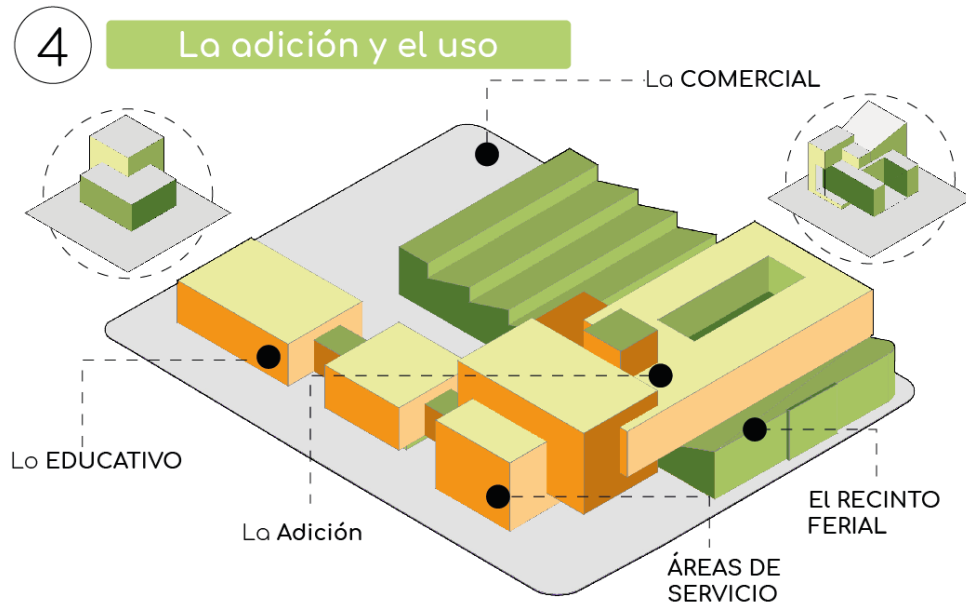 4
La adición y el uso
La COMERCIAL
Lo EDUCATIVO
La Adición
El RECINTO
FERIAL
ÁREAS DE
SERVICIO